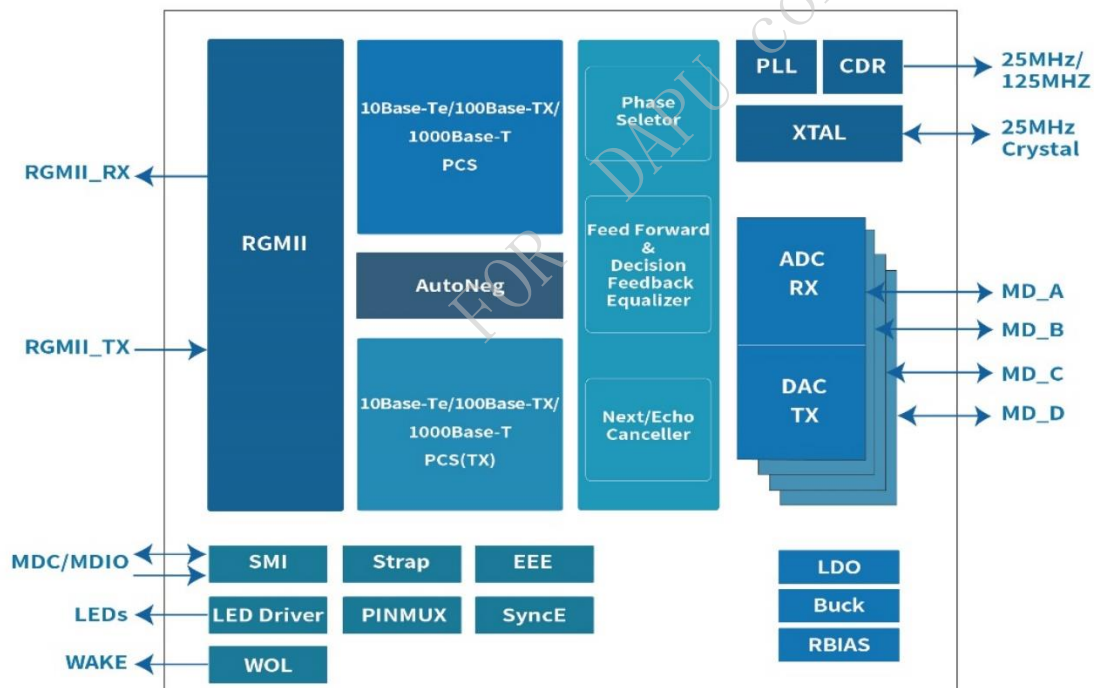 PLL
CDR
25MHz/
125MHZ
XTAL
25MHz
Crystal
10Base-Te/100Base-TX/
1000Base-T
PCS
Phase
Seletor
RGMII_RX
RGMII
Feed Forward
&
Decision
Feedback
Equalizer
ADC
RX
AutoNeg
MD_A
MD_B
RGMII_TX
MD_C
DAC
TX
MD_D
10Base-Te/100Base-TX/
1000Base-T
PCS(TX)
Next/Echo
Canceller
MDC/MDIO
SMI
Strap
EEE
LDO
LEDs
LED Driver
PINMUX
SyncE
Buck
WAKE
WOL
RBIAS
FOR DAPU